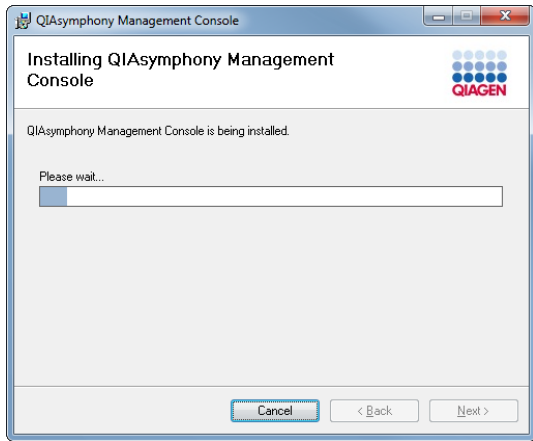 QIAsymphony Management Console
Installing QIAsymphony Management
Console
QIAGEN
QIAsymphony Management Console is being installed.
Please wait...
Cancel
< Back
Next >